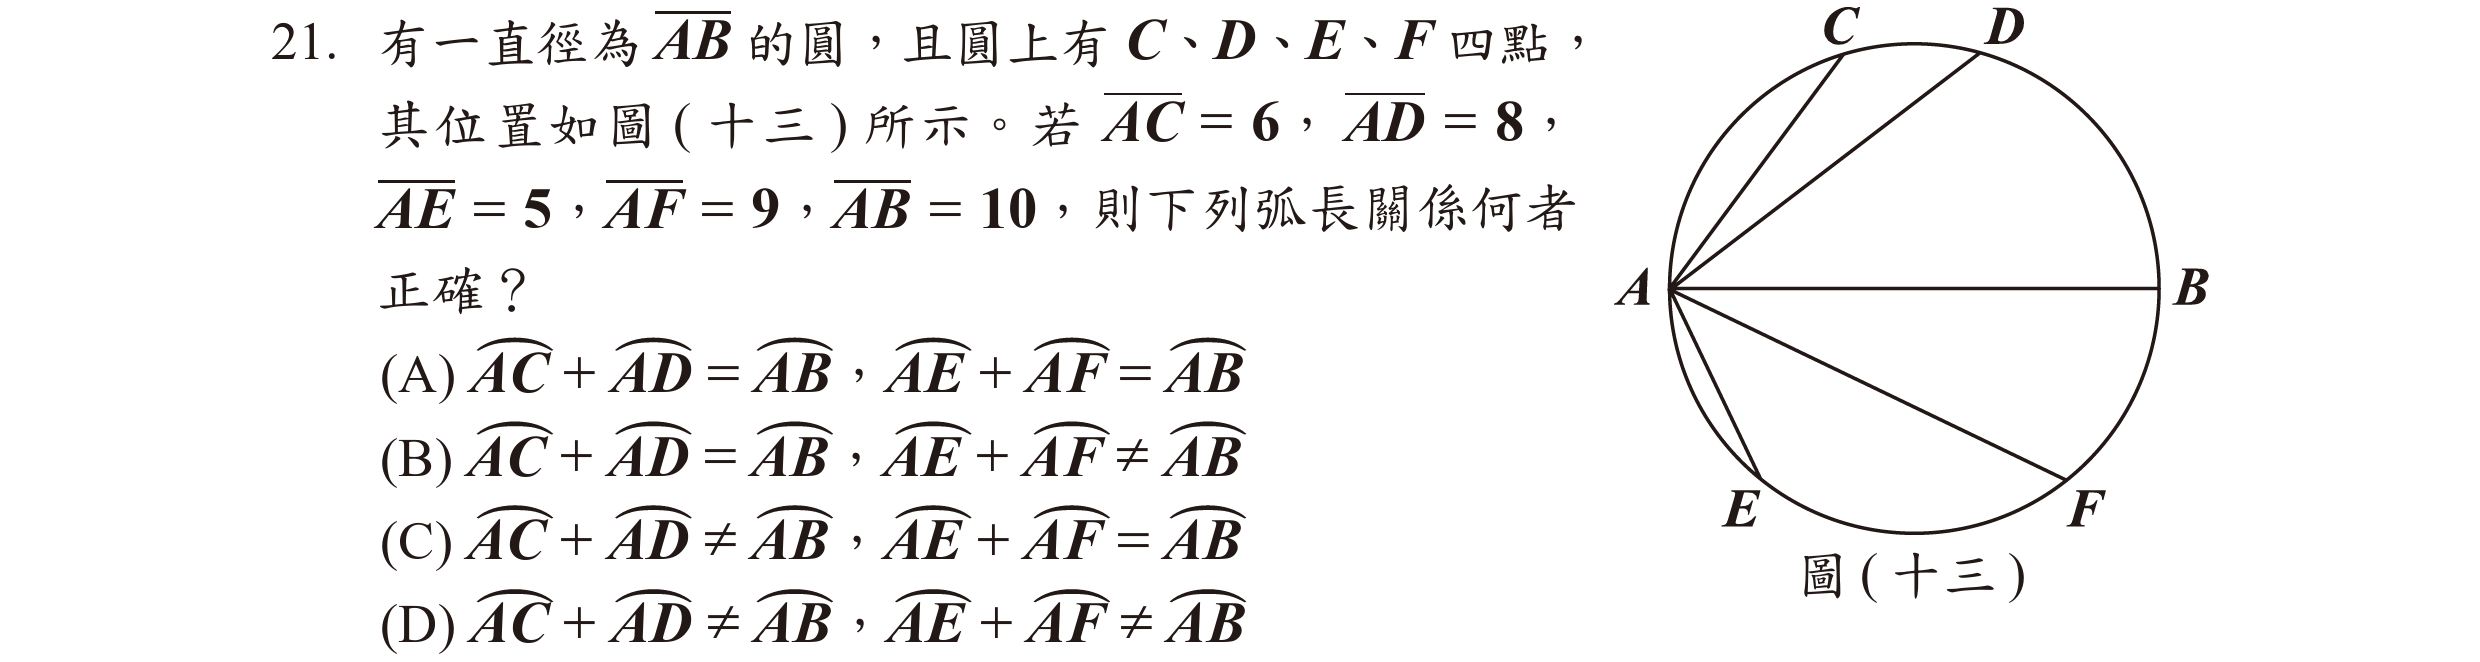 21. 有一直徑為 $\overline{AB}$ 的圓，且圓上有 C、D、E、F 四點，
其位置如圖(十三)所示。若 $\overline{AC}$ = 6， $\overline{AD}$ = 8，
$\overline{AE}$ = 5，$\overline{AF}$ = 9，$\overline{AB}$ = 10，則下列弧長關係何者
正確？
(A) $\overset{\frown}{AC}$ + $\overset{\frown}{AD}$ = $\overset{\frown}{AB}$，$\overset{\frown}{AE}$ + $\overset{\frown}{AF}$ = $\overset{\frown}{AB}$
(B) $\overset{\frown}{AC}$ + $\overset{\frown}{AD}$ = $\overset{\frown}{AB}$，$\overset{\frown}{AE}$ + $\overset{\frown}{AF}$ ≠ $\overset{\frown}{AB}$
(C) $\overset{\frown}{AC}$ + $\overset{\frown}{AD}$ ≠ $\overset{\frown}{AB}$，$\overset{\frown}{AE}$ + $\overset{\frown}{AF}$ = $\overset{\frown}{AB}$
(D) $\overset{\frown}{AC}$ + $\overset{\frown}{AD}$ ≠ $\overset{\frown}{AB}$，$\overset{\frown}{AE}$ + $\overset{\frown}{AF}$ ≠ $\overset{\frown}{AB}$
C D
A B
E F
圖(十三)